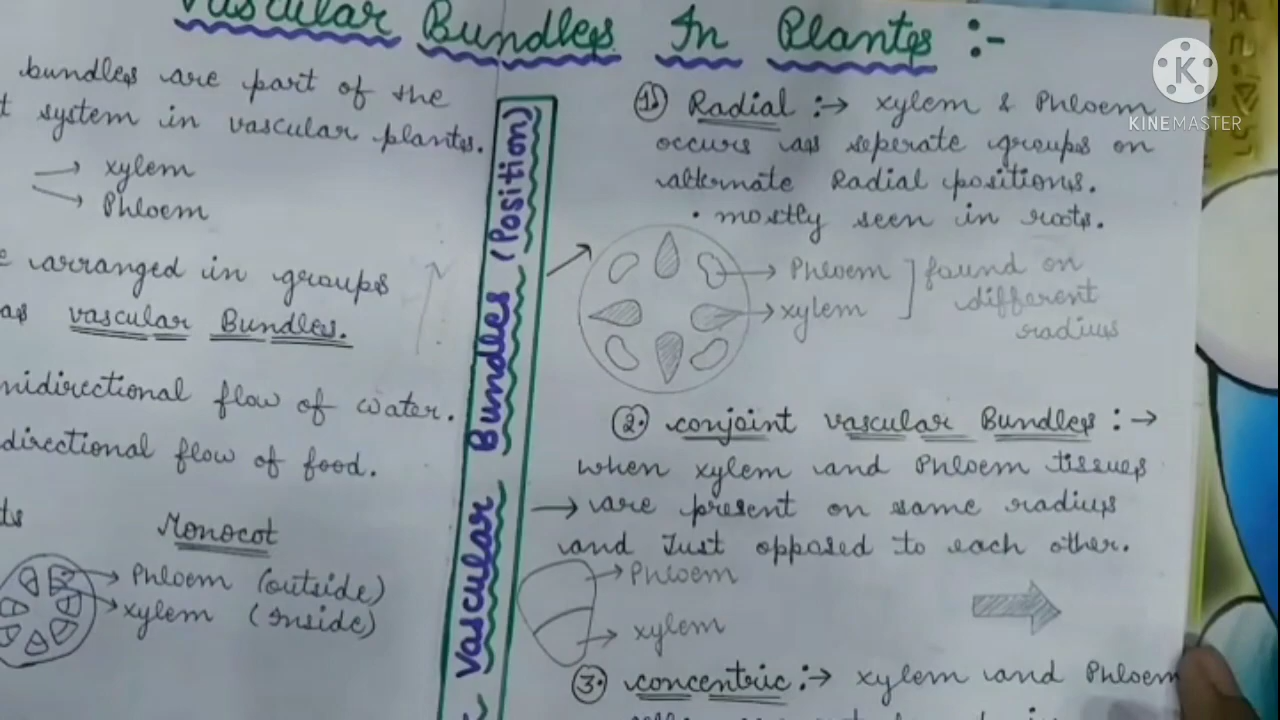 Vascular Bundles In Plants :-
bundles are part of the
system in vascular plants.
→ xylem
→ Phloem
arranged in groups
as vascular Bundles.
nidirectional flow of water.
directional flow of food.
ts Monocot
→ Phloem (outside)
→ xylem (Inside)
Vascular Bundles (Position)
1) Radial :→ xylem & Phloem
occurs as seperate groups on
alternate Radial positions.
• mostly seen in roots.
→ Phloem ] found on
→ xylem different
radius
2. conjoint vascular Bundles :→
when xylem and Phloem tissues
→ are present on same radius
and Just opposed to each other.
→ Phloem
→ xylem
3. concentric :→ xylem and Phloem
K
KINEMASTER